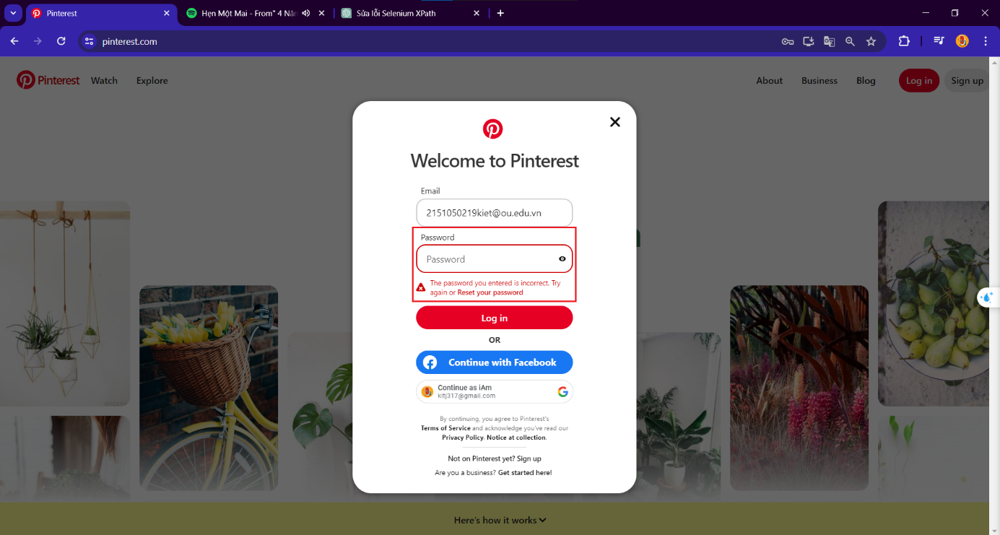 Pinterest
Hẹn Một Mai - From" 4 Năm
Sửa lỗi Selenium XPath
pinterest.com
Pinterest Watch Explore About Business Blog Log in Sign up
Welcome to Pinterest
Email
2151050219kiet@ou.edu.vn
Password
Password
The password you entered is incorrect. Try
again or Reset your password
Log in
OR
Continue with Facebook
Continue as iAm
kitj317@gmail.com
By continuing, you agree to Pinterest's
Terms of Service and acknowledge you've read our
Privacy Policy. Notice at collection.
Not on Pinterest yet? Sign up
Are you a business? Get started here!
Here's how it works